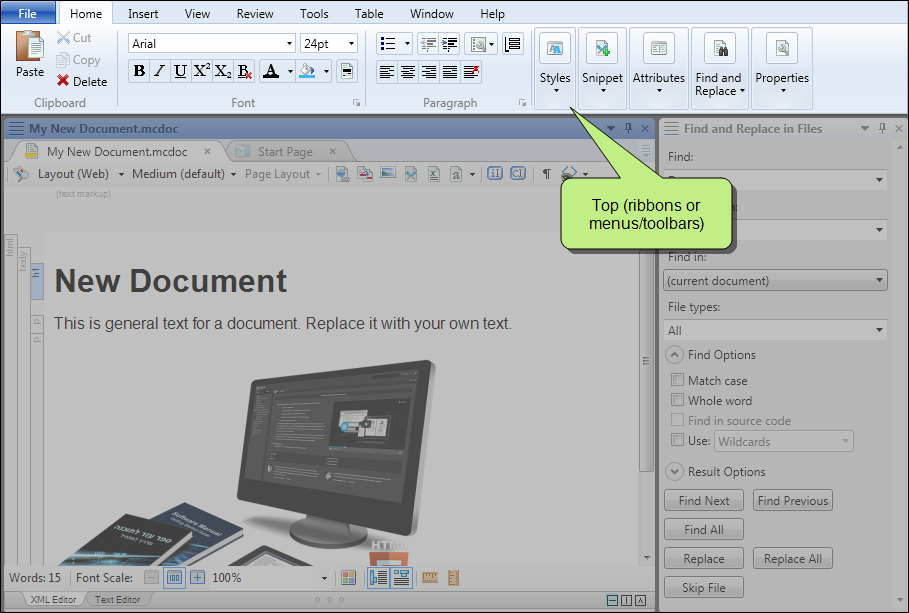 File Home Insert View Review Tools Table Window Help
Paste
Cut
Copy
Delete
Clipboard
Arial 24pt
B I U X² X₂ B A
Font
Paragraph
Styles
Snippet
Attributes
Find and
Replace
Properties
My New Document.mcdoc
My New Document.mcdoc Start Page
Layout (Web) Medium (default) Page Layout
(text markup)
html
body
h1
p
p
New Document
This is general text for a document. Replace it with your own text.
Software Manual
ספר עזר לתוכנה
Top (ribbons or
menus/toolbars)
Find and Replace in Files
Find:
Find in:
(current document)
File types:
All
Find Options
Match case
Whole word
Find in source code
Use: Wildcards
Result Options
Find Next Find Previous
Find All
Replace Replace All
Skip File
Words: 15 Font Scale: 100%
XML Editor Text Editor